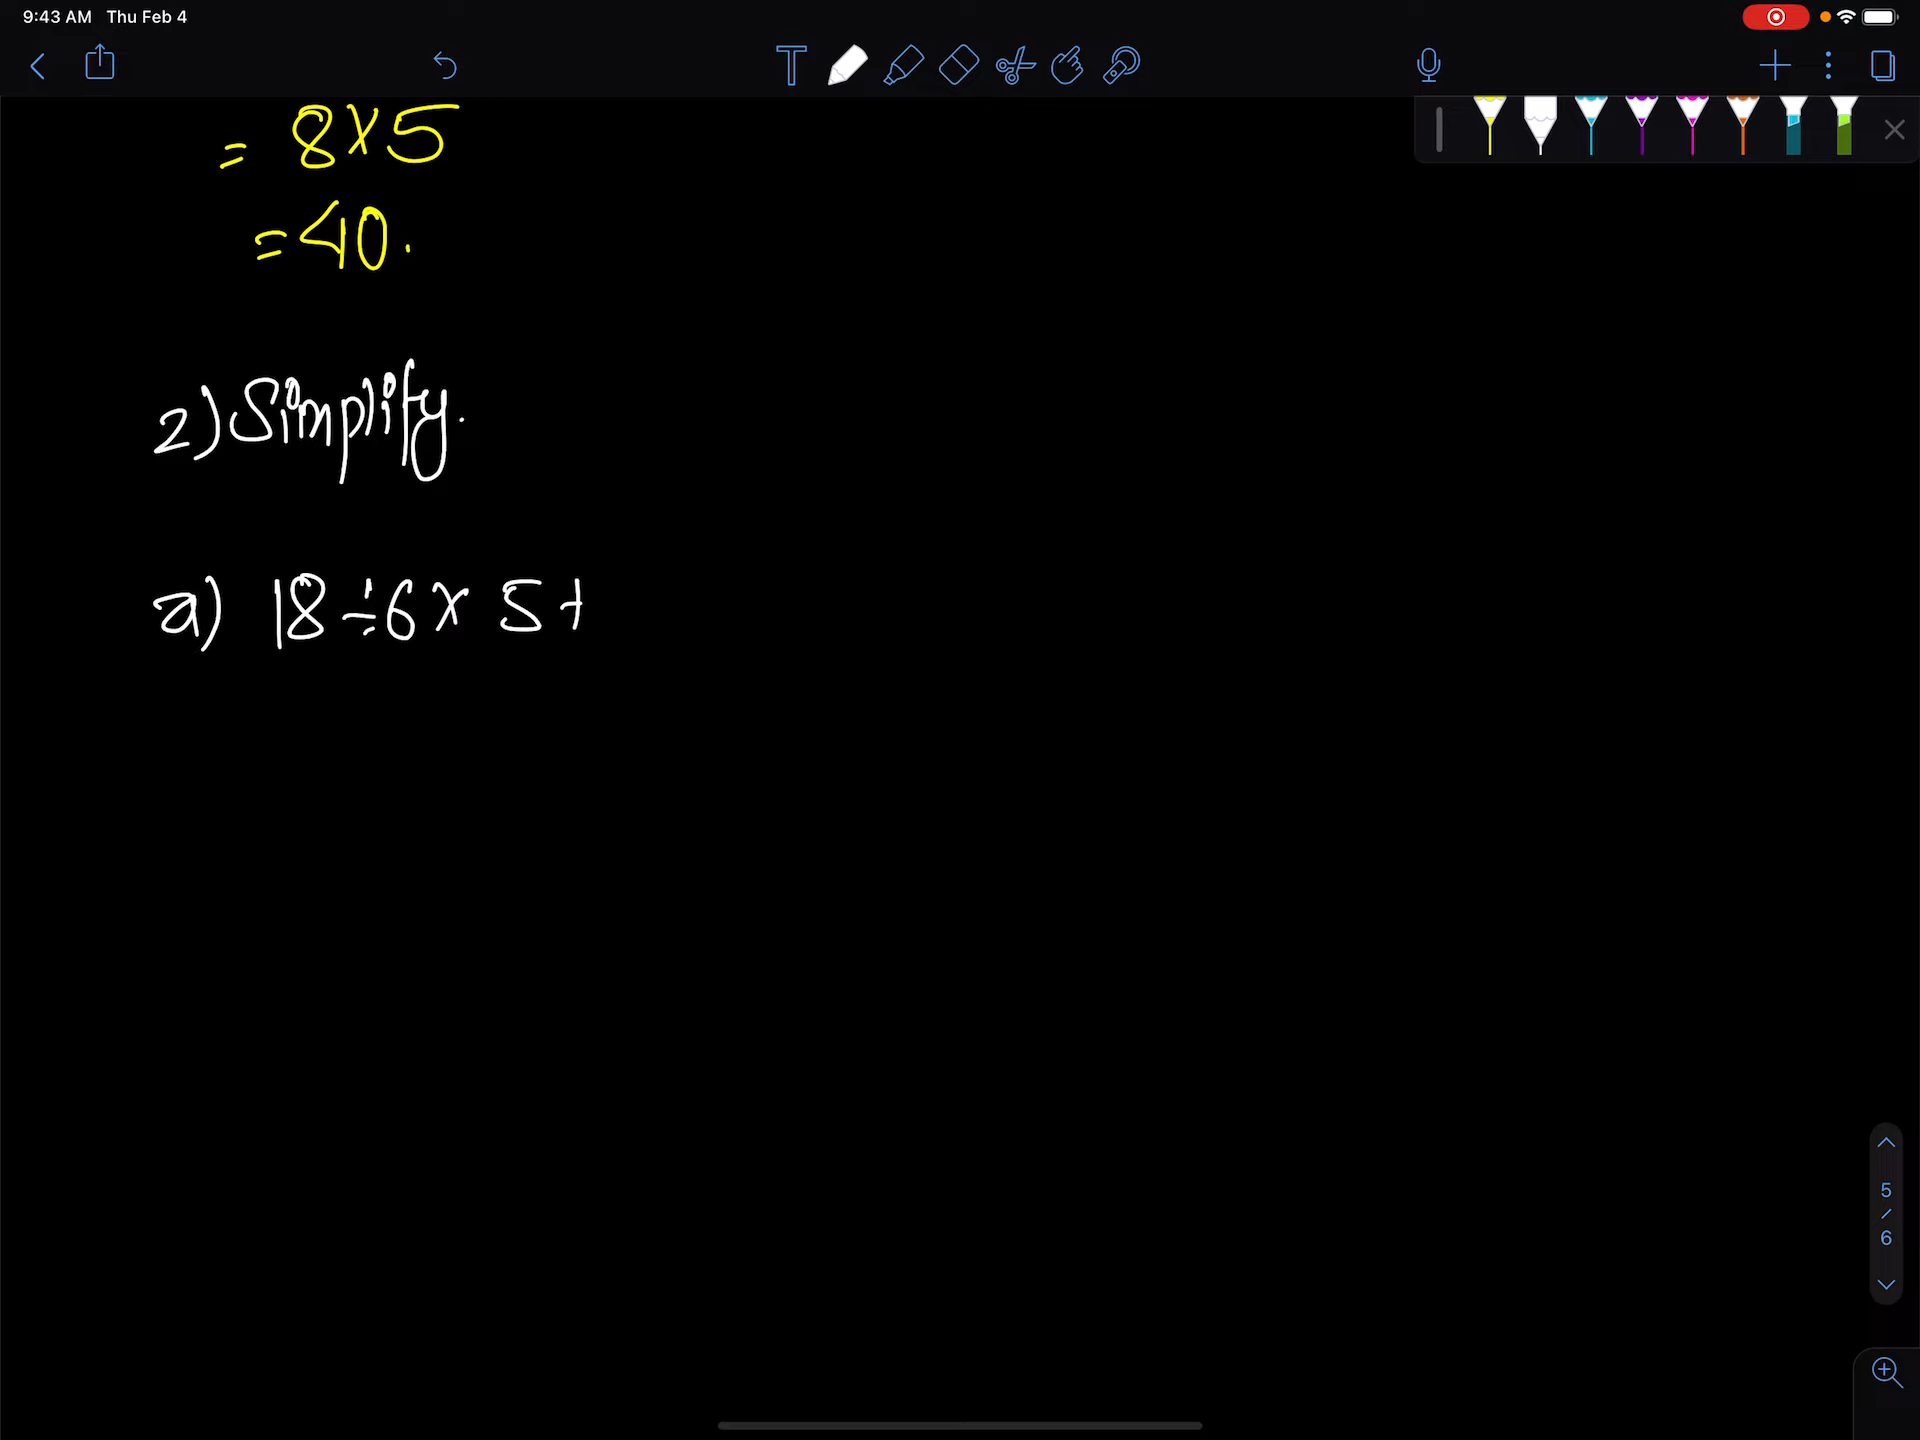 9:43 AM Thu Feb 4
T
= 8×5
=40.
2) Simplify.
a) 18÷6× 5+
5
/
6